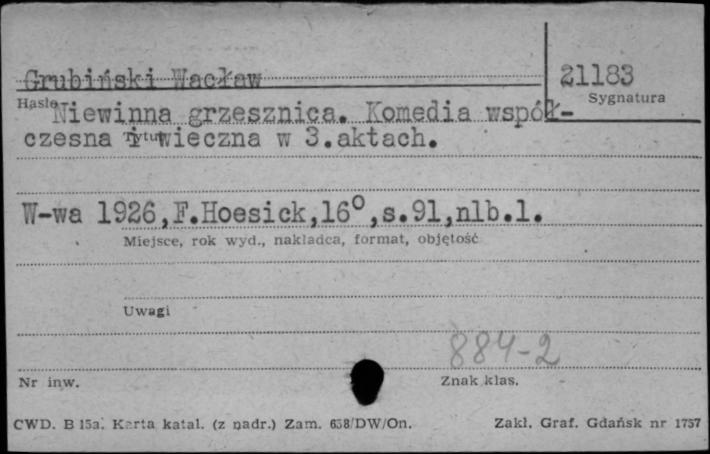 Grubiński Wacław
21183
Hasło
Sygnatura
Niewinna grzesznica. Komedia współ-
czesna i wieczna w 3.aktach.
Tytuł
W-wa 1926,F.Hoesick,16°,s.91,nlb.1.
Miejsce, rok wyd., nakładca, format, objętość
Uwagi
884-2
Nr inw.
Znak klas.
CWD. B 15a. Karta katal. (z nadr.) Zam. 638/DW/On.
Zakł. Graf. Gdańsk nr 1757